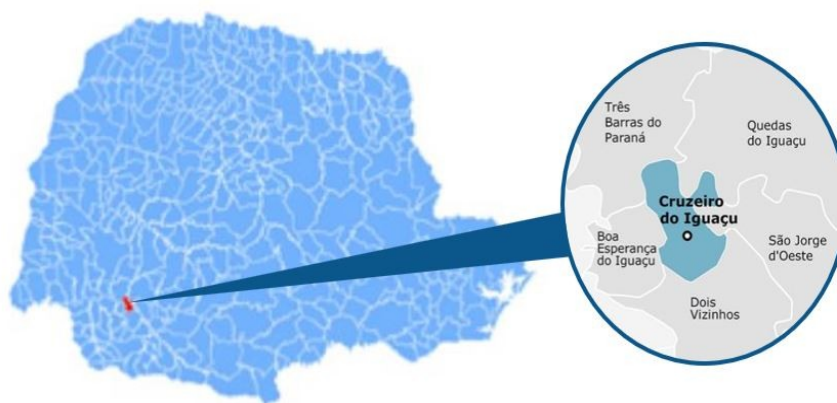 Três
Barras do
Paraná
Quedas
do Iguaçu
Cruzeiro
do Iguaçu
Boa
Esperança
do Iguaçu
São Jorge
d'Oeste
Dois
Vizinhos